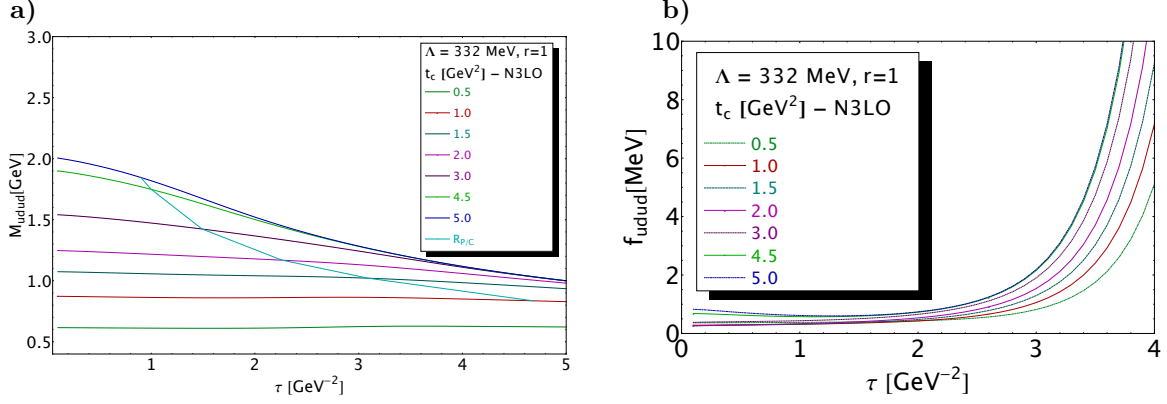 a)
M_udud[GeV]
3.0
2.5
2.0
1.5
1.0
0.5
Λ = 332 MeV, r=1
t_c [GeV²] – N3LO
0.5
1.0
1.5
2.0
3.0
4.5
5.0
R_P/C
1 2 3 4 5
τ [GeV⁻²]
b)
f_udud[MeV]
10
8
6
4
2
0
Λ = 332 MeV, r=1
t_c [GeV²] – N3LO
0.5
1.0
1.5
2.0
3.0
4.5
5.0
0 1 2 3 4
τ [GeV⁻²]